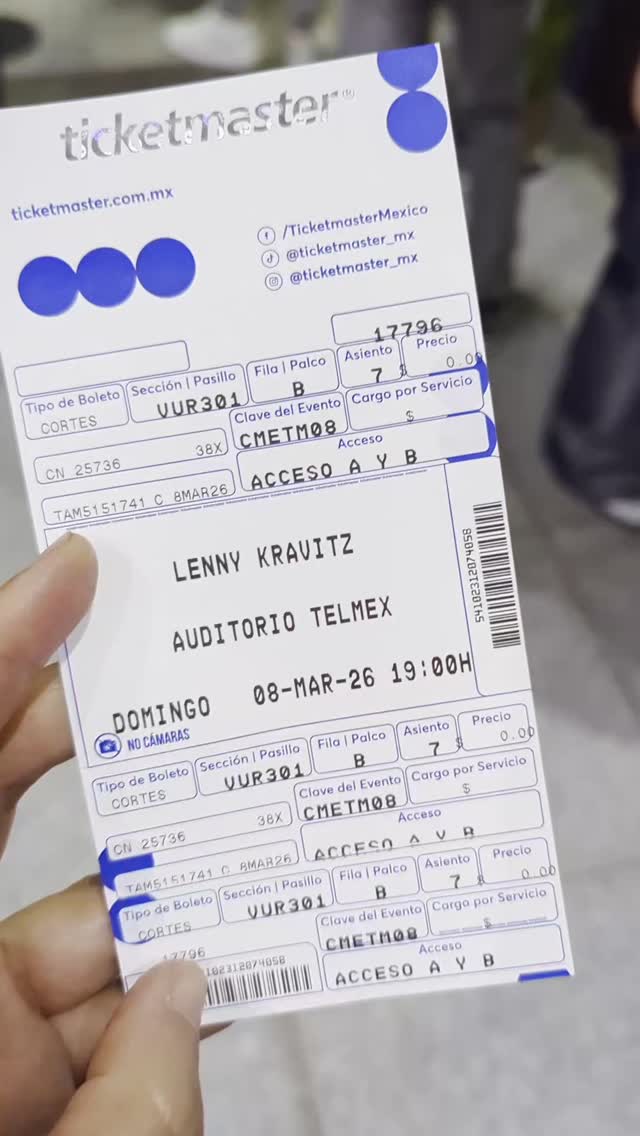 ticketmaster®
ticketmaster.com.mx
/TicketmasterMexico
@ticketmaster_mx
@ticketmaster_mx
17796
Tipo de Boleto Sección | Pasillo Fila | Palco Asiento Precio
CORTES VUR301 B 7 $ 0.00
Clave del Evento Cargo por Servicio
CN 25736 38X CMETM08 $
Acceso
TAM5151741 C 8MAR26 ACCESO A Y B
LENNY KRAVITZ
AUDITORIO TELMEX
DOMINGO 08-MAR-26 19:00H
NO CÁMARAS
54102312074058
Tipo de Boleto Sección | Pasillo Fila | Palco Asiento Precio
CORTES VUR301 B 7 $ 0.00
Clave del Evento Cargo por Servicio
CN 25736 38X CMETM08 $
Acceso
TAM5151741 C 8MAR26 ACCESO A Y B
Tipo de Boleto Sección | Pasillo Fila | Palco Asiento Precio
CORTES VUR301 B 7 $ 0.00
Clave del Evento Cargo por Servicio
17796 CMETM08 $
Acceso
102312074058 ACCESO A Y B